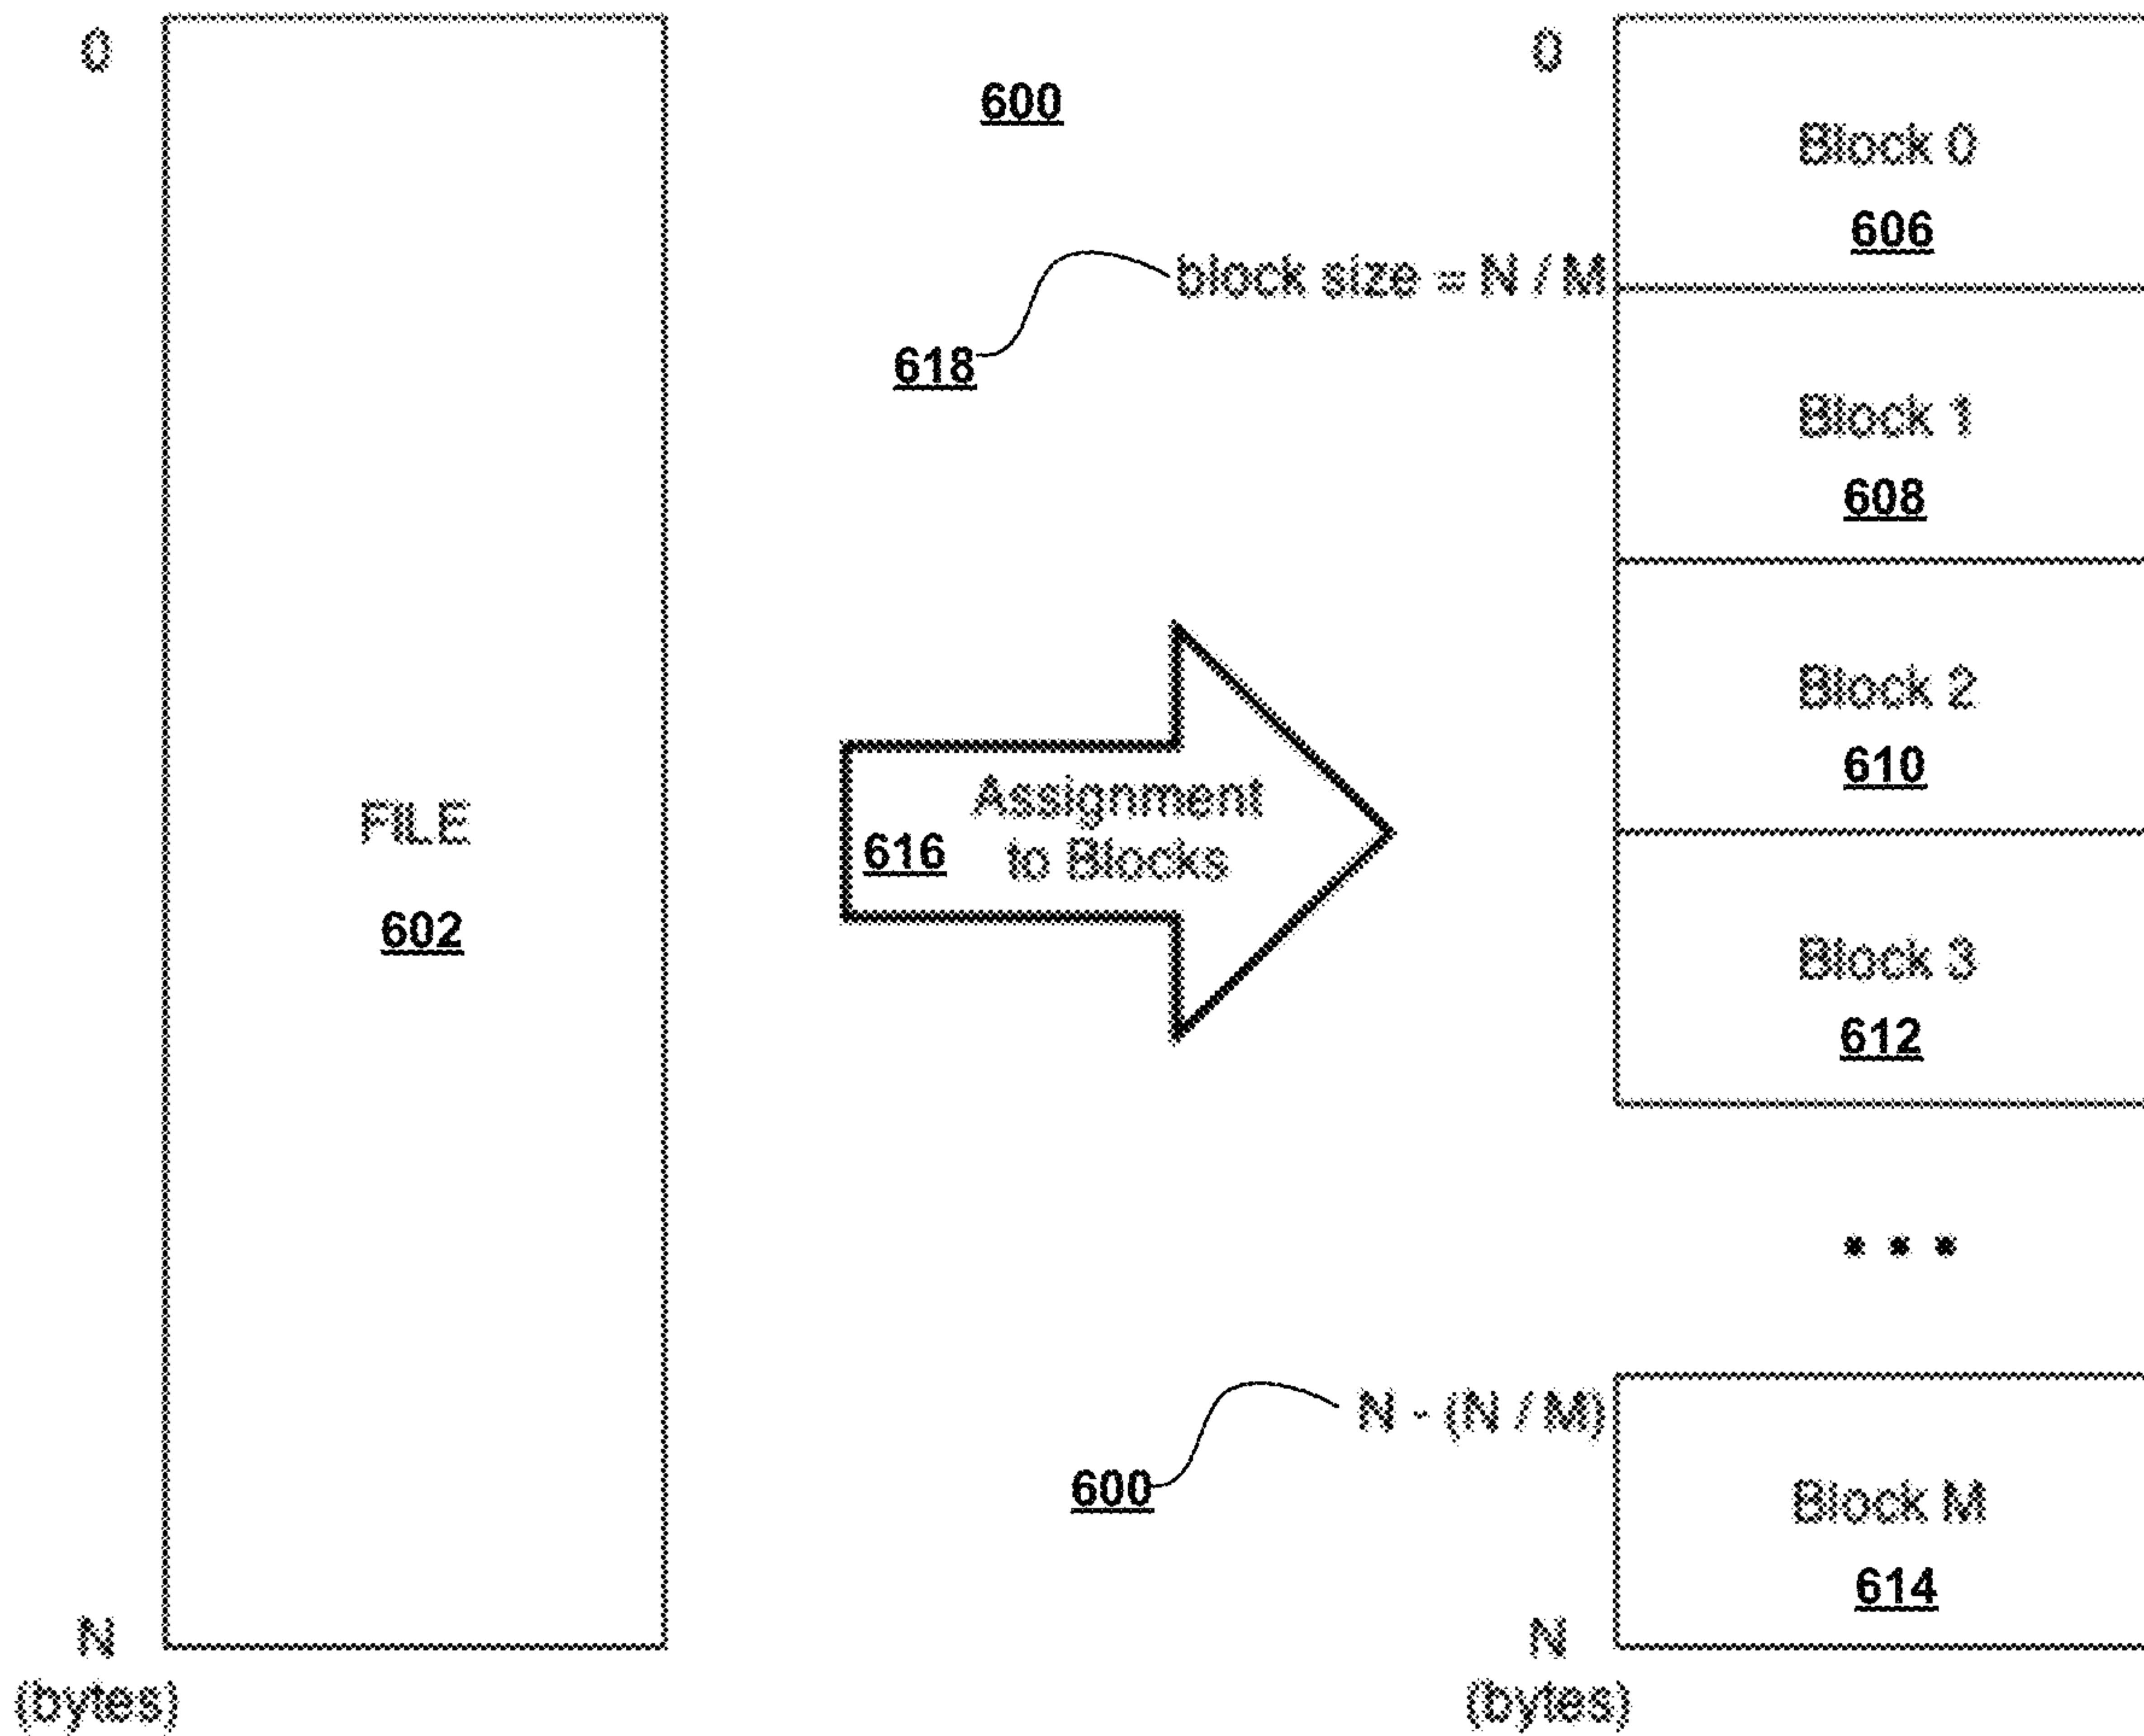 0
600
0
Block 0
606
block size = N / M
618
Block 1
608
Block 2
610
Assignment
to Blocks
616
FILE
602
Block 3
612
N - (N / M)
600
Block M
614
N
(bytes)
N
(bytes)